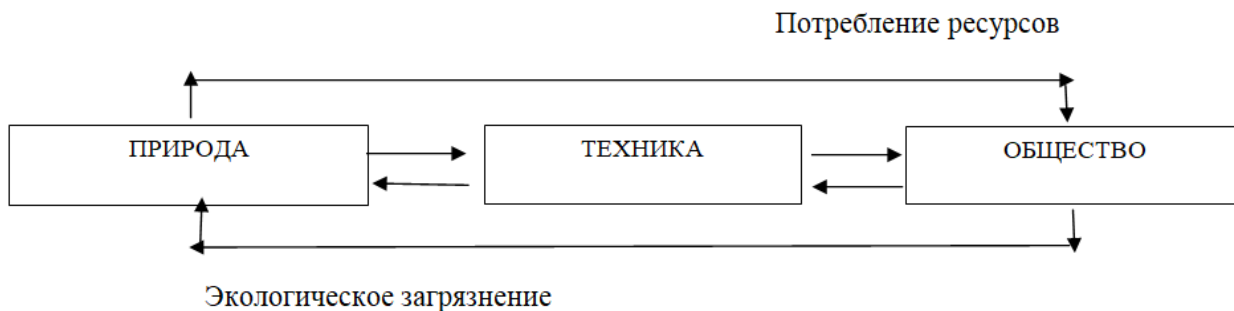 Потребление ресурсов
ПРИРОДА
ТЕХНИКА
ОБЩЕСТВО
Экологическое загрязнение